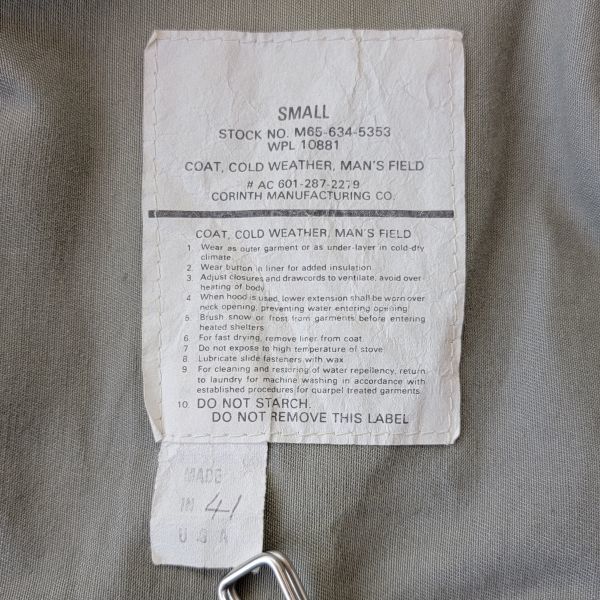 SMALL
STOCK NO. M65-634-5353
WPL 10881
COAT, COLD WEATHER, MAN'S FIELD
# AC 601-287-2279
CORINTH MANUFACTURING CO.
COAT, COLD WEATHER, MAN'S FIELD
1. Wear as outer garment or as under-layer in cold-dry
climate.
2. Wear button in liner for added insulation
3. Adjust closures and drawcords to ventilate, avoid over
heating of body
4. When hood is used, lower extension shall be worn over
neck opening, preventing water entering opening
5. Brush snow or frost from garments before entering
heated shelters
6. For fast drying, remove liner from coat
7. Do not expose to high temperature of stove
8. Lubricate slide fasteners with wax
9. For cleaning and restoring of water repellency, return
to laundry for machine washing in accordance with
established procedures for quarpel treated garments
10. DO NOT STARCH.
DO NOT REMOVE THIS LABEL
MADE
IN 41
U S A